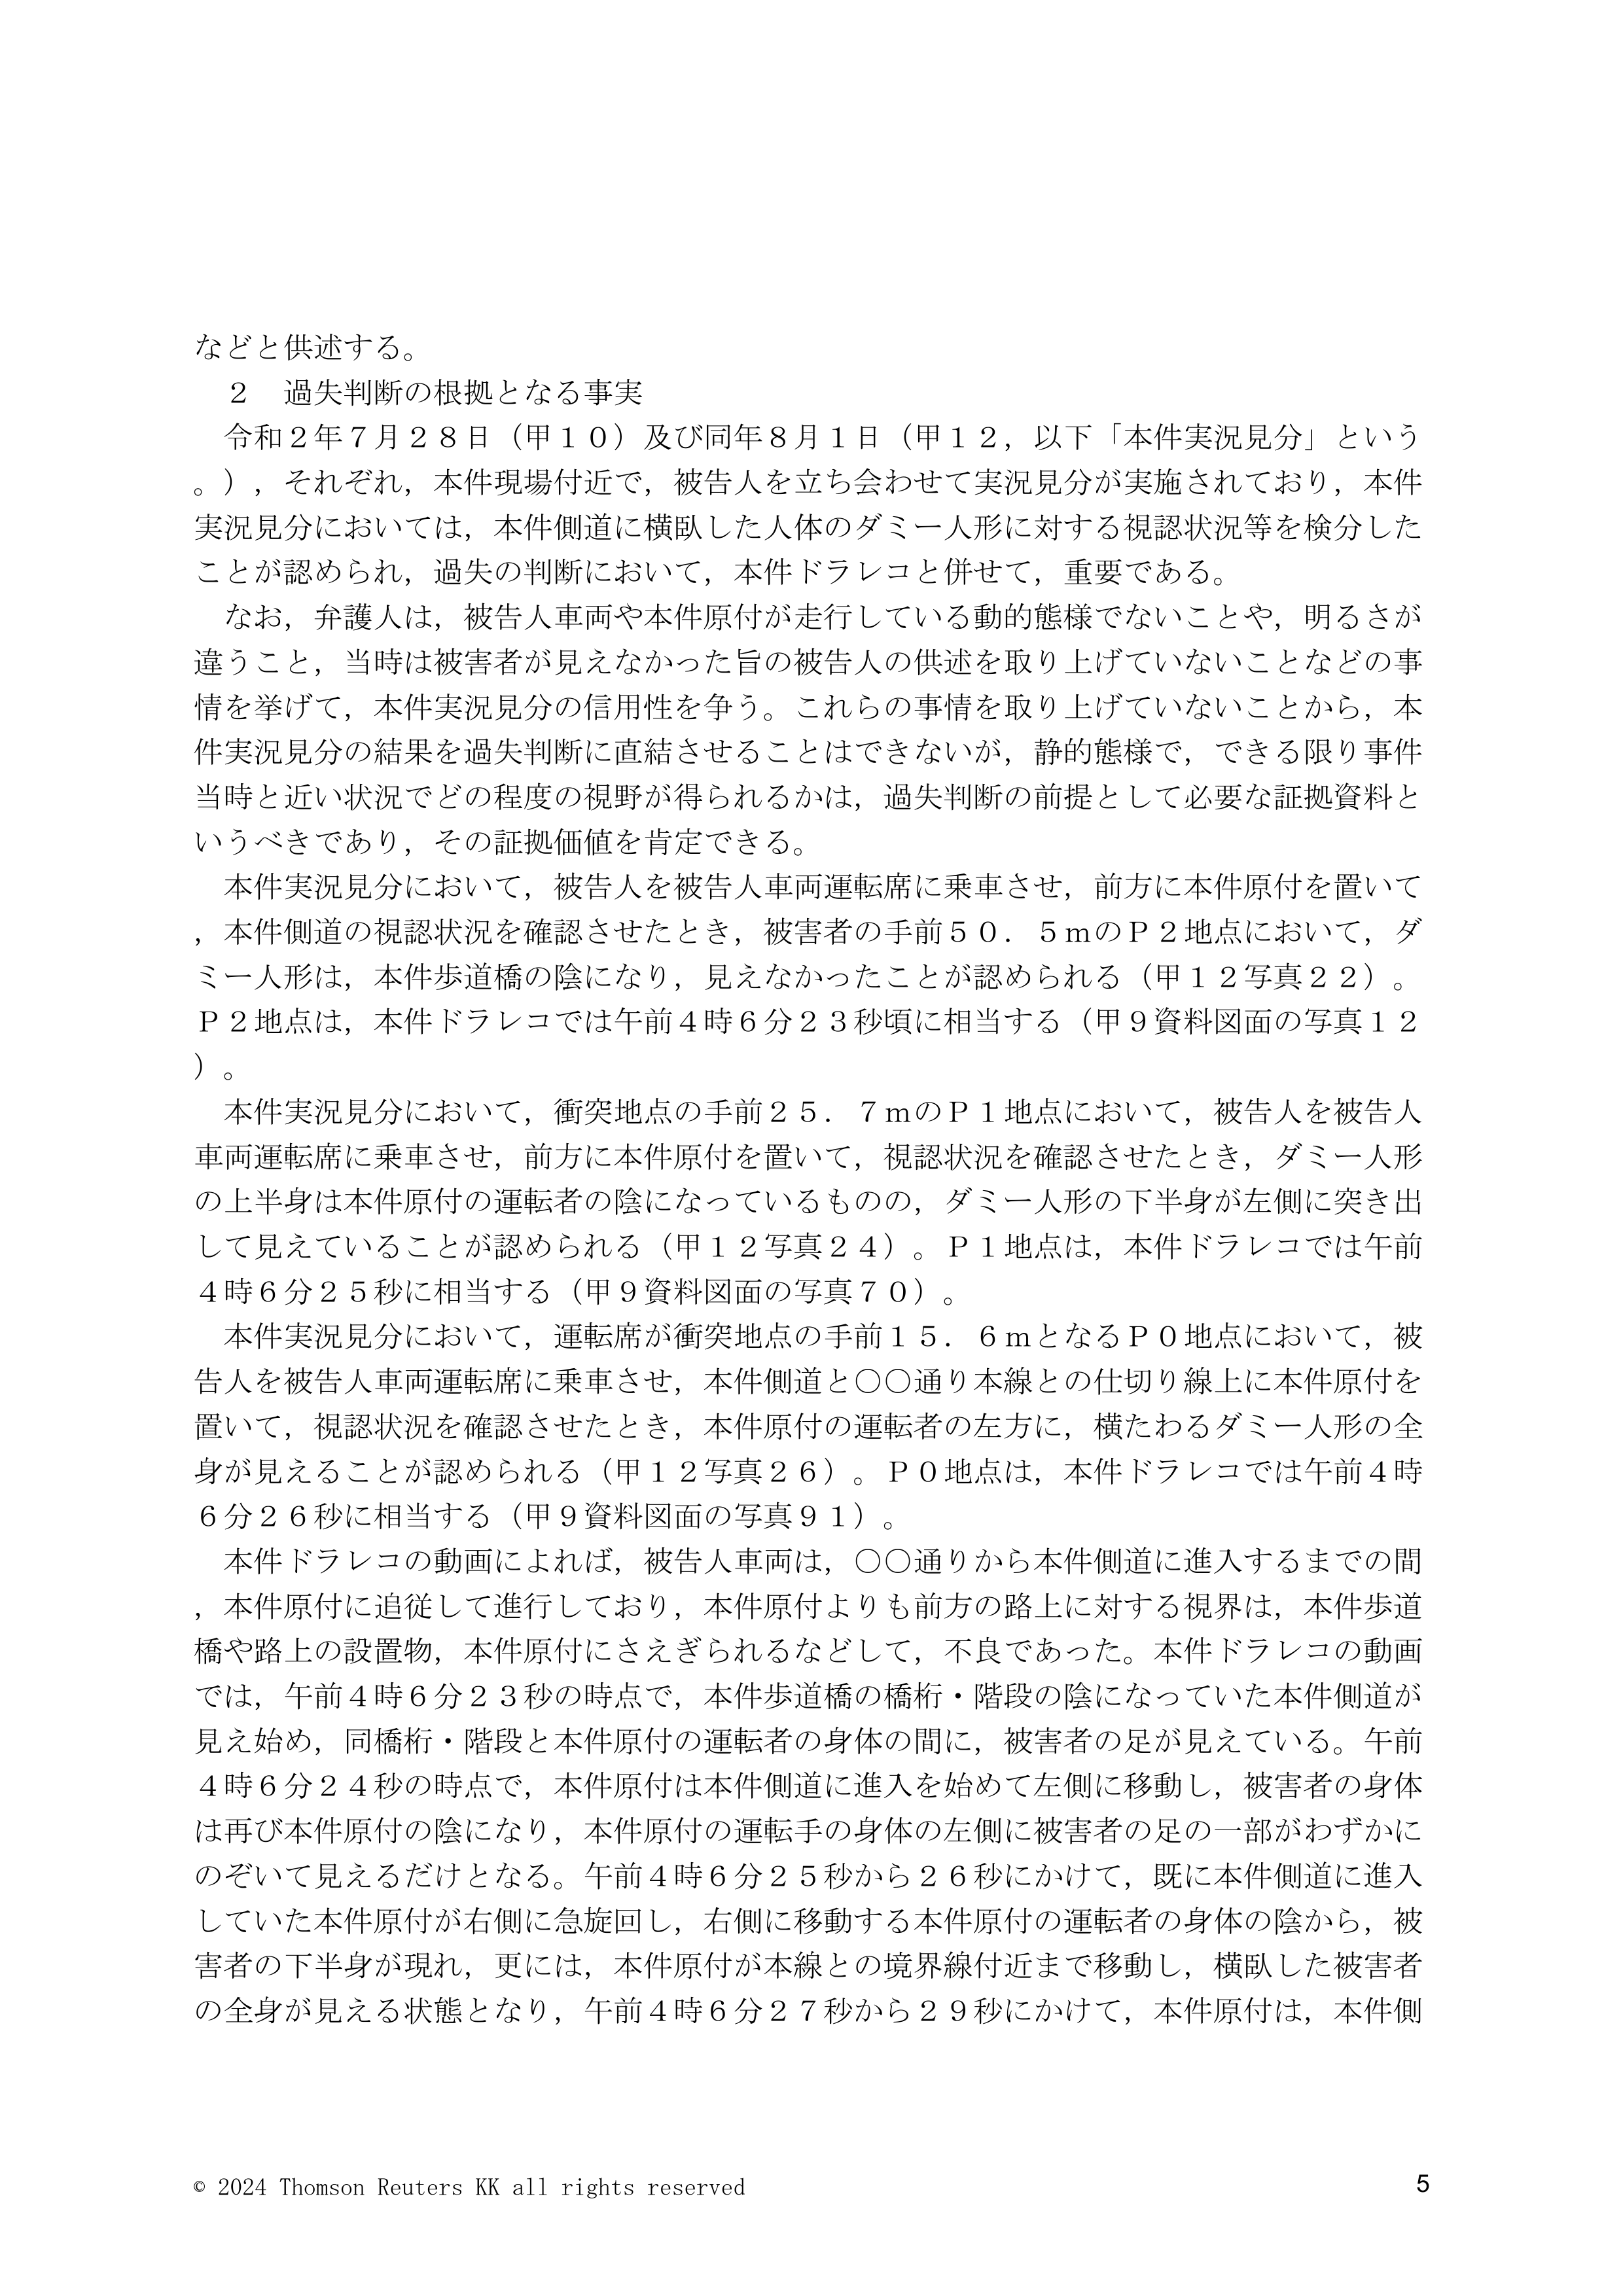 などと供述する。
　２　過失判断の根拠となる事実
　令和２年７月２８日（甲１０）及び同年８月１日（甲１２，以下「本件実況見分」という
。），それぞれ，本件現場付近で，被告人を立ち会わせて実況見分が実施されており，本件
実況見分においては，本件側道に横臥した人体のダミー人形に対する視認状況等を検分した
ことが認められ，過失の判断において，本件ドラレコと併せて，重要である。
　なお，弁護人は，被告人車両や本件原付が走行している動的態様でないことや，明るさが
違うこと，当時は被害者が見えなかった旨の被告人の供述を取り上げていないことなどの事
情を挙げて，本件実況見分の信用性を争う。これらの事情を取り上げていないことから，本
件実況見分の結果を過失判断に直結させることはできないが，静的態様で，できる限り事件
当時と近い状況でどの程度の視野が得られるかは，過失判断の前提として必要な証拠資料と
いうべきであり，その証拠価値を肯定できる。
　本件実況見分において，被告人を被告人車両運転席に乗車させ，前方に本件原付を置いて
，本件側道の視認状況を確認させたとき，被害者の手前５０．５ｍのＰ２地点において，ダ
ミー人形は，本件歩道橋の陰になり，見えなかったことが認められる（甲１２写真２２）。
Ｐ２地点は，本件ドラレコでは午前４時６分２３秒頃に相当する（甲９資料図面の写真１２
）。
　本件実況見分において，衝突地点の手前２５．７ｍのＰ１地点において，被告人を被告人
車両運転席に乗車させ，前方に本件原付を置いて，視認状況を確認させたとき，ダミー人形
の上半身は本件原付の運転者の陰になっているものの，ダミー人形の下半身が左側に突き出
して見えていることが認められる（甲１２写真２４）。Ｐ１地点は，本件ドラレコでは午前
４時６分２５秒に相当する（甲９資料図面の写真７０）。
　本件実況見分において，運転席が衝突地点の手前１５．６ｍとなるＰ０地点において，被
告人を被告人車両運転席に乗車させ，本件側道と〇〇通り本線との仕切り線上に本件原付を
置いて，視認状況を確認させたとき，本件原付の運転者の左方に，横たわるダミー人形の全
身が見えることが認められる（甲１２写真２６）。Ｐ０地点は，本件ドラレコでは午前４時
６分２６秒に相当する（甲９資料図面の写真９１）。
　本件ドラレコの動画によれば，被告人車両は，〇〇通りから本件側道に進入するまでの間
，本件原付に追従して進行しており，本件原付よりも前方の路上に対する視界は，本件歩道
橋や路上の設置物，本件原付にさえぎられるなどして，不良であった。本件ドラレコの動画
では，午前４時６分２３秒の時点で，本件歩道橋の橋桁・階段の陰になっていた本件側道が
見え始め，同橋桁・階段と本件原付の運転者の身体の間に，被害者の足が見えている。午前
４時６分２４秒の時点で，本件原付は本件側道に進入を始めて左側に移動し，被害者の身体
は再び本件原付の陰になり，本件原付の運転手の身体の左側に被害者の足の一部がわずかに
のぞいて見えるだけとなる。午前４時６分２５秒から２６秒にかけて，既に本件側道に進入
していた本件原付が右側に急旋回し，右側に移動する本件原付の運転者の身体の陰から，被
害者の下半身が現れ，更には，本件原付が本線との境界線付近まで移動し，横臥した被害者
の全身が見える状態となり，午前４時６分２７秒から２９秒にかけて，本件原付は，本件側
© 2024 Thomson Reuters KK all rights reserved
5